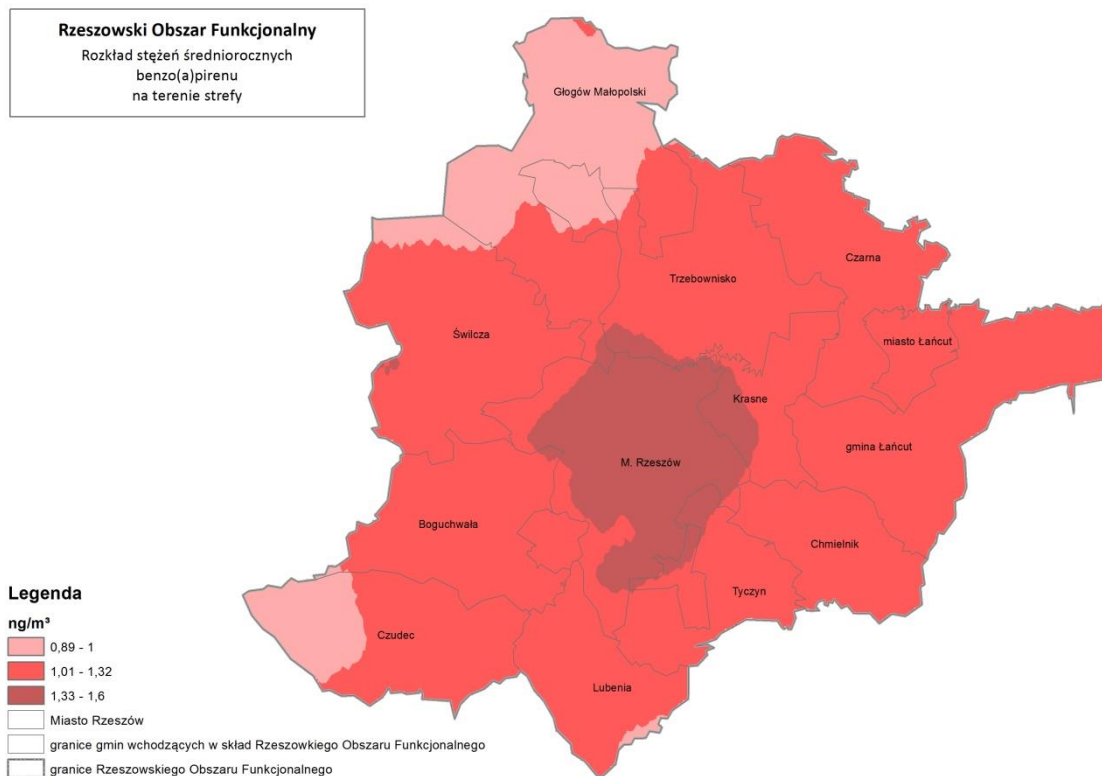 Rzeszowski Obszar Funkcjonalny
Rozkład stężeń średniorocznych
benzo(a)pirenu
na terenie strefy
Głogów Małopolski
Czarna
Trzebownisko
Świlcza
miasto Łańcut
Krasne
gmina Łańcut
M. Rzeszów
Boguchwała
Chmielnik
Tyczyn
Czudec
Lubenia
Legenda
ng/m³
0,89 - 1
1,01 - 1,32
1,33 - 1,6
Miasto Rzeszów
granice gmin wchodzących w skład Rzeszowkiego Obszaru Funkcjonalnego
granice Rzeszowskiego Obszaru Funkcjonalnego